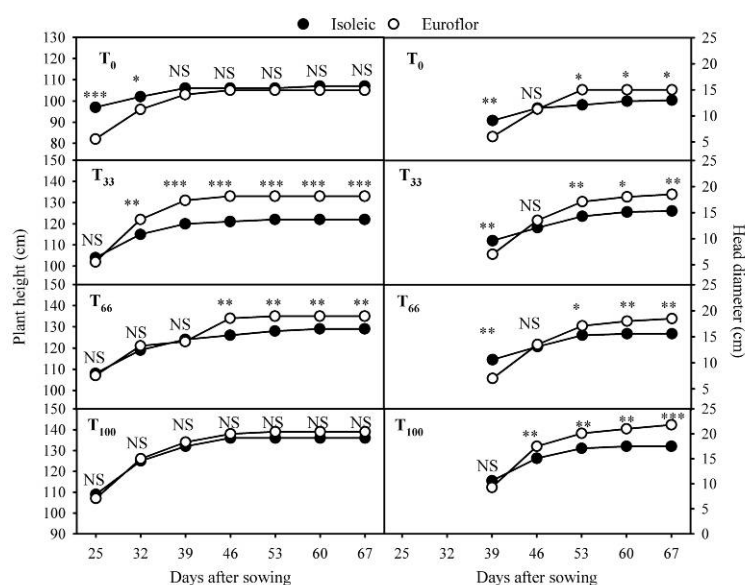 Isoleic Euroflor
130
120
110
100
90
80
150
140
130
120
110
100
150
140
130
120
110
100
150
140
130
120
110
100
90
Plant height (cm)
T0
*** * NS NS NS NS NS
T33
NS ** *** *** *** *** ***
T66
NS NS NS ** ** ** **
T100
NS NS NS NS NS NS NS
25 32 39 46 53 60 67
Days after sowing
T0
** NS * * *
T33
** NS ** * **
T66
** NS * ** **
T100
NS ** ** ** ***
25 32 39 46 53 60 67
Days after sowing
25
20
15
10
5
25
20
15
10
5
25
20
15
10
5
25
20
15
10
5
0
Head diameter (cm)